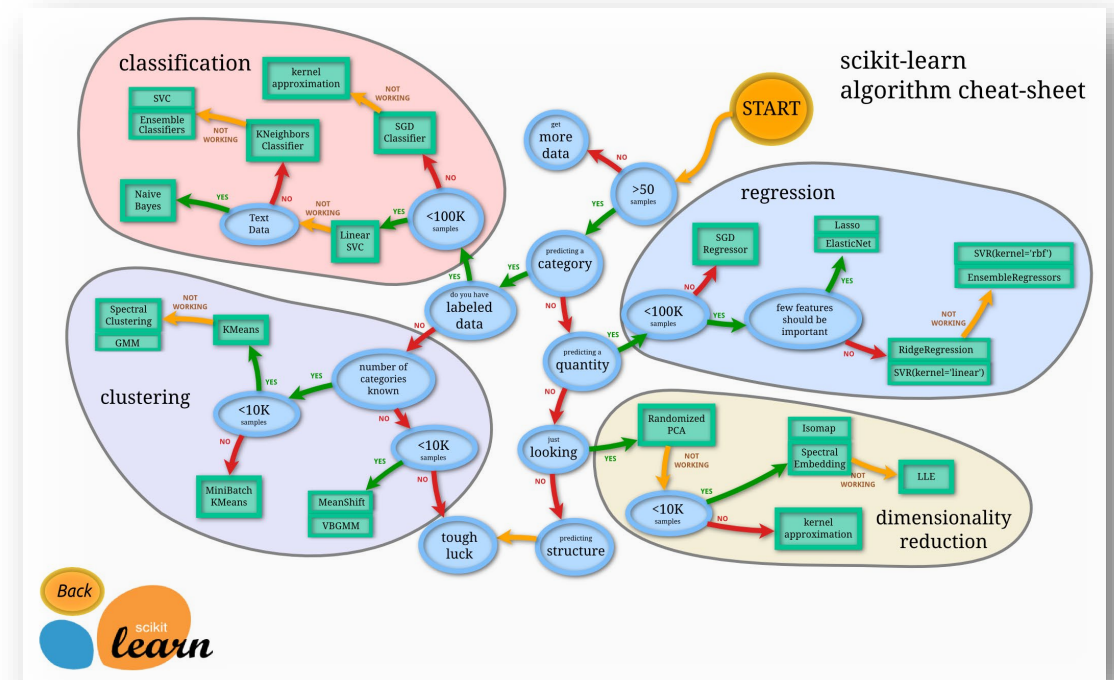 scikit-learn
algorithm cheat-sheet
START
classification
kernel
approximation
NOT
WORKING
SVC
Ensemble
Classifiers
NOT
WORKING
KNeighbors
Classifier
SGD
Classifier
NO
Naive
Bayes
YES
NO
Text
Data
NOT
WORKING
Linear
SVC
YES
<100K
samples
get
more
data
NO
>50
samples
YES
predicting a
category
YES
NO
YES
do you have
labeled
data
NO
predicting a
quantity
YES
NO
just
looking
YES
NO
predicting
structure
tough
luck
regression
SGD
Regressor
NO
<100K
samples
YES
Lasso
ElasticNet
YES
few features
should be
important
NO
SVR(kernel='rbf')
EnsembleRegressors
NOT
WORKING
RidgeRegression
SVR(kernel='linear')
clustering
Spectral
Clustering
GMM
NOT
WORKING
KMeans
YES
<10K
samples
YES
number of
categories
known
NO
NO
MiniBatch
KMeans
<10K
samples
YES
NO
MeanShift
VBGMM
Randomized
PCA
NOT
WORKING
<10K
samples
YES
NO
Isomap
Spectral
Embedding
NOT
WORKING
LLE
kernel
approximation
dimensionality
reduction
Back
scikit
learn